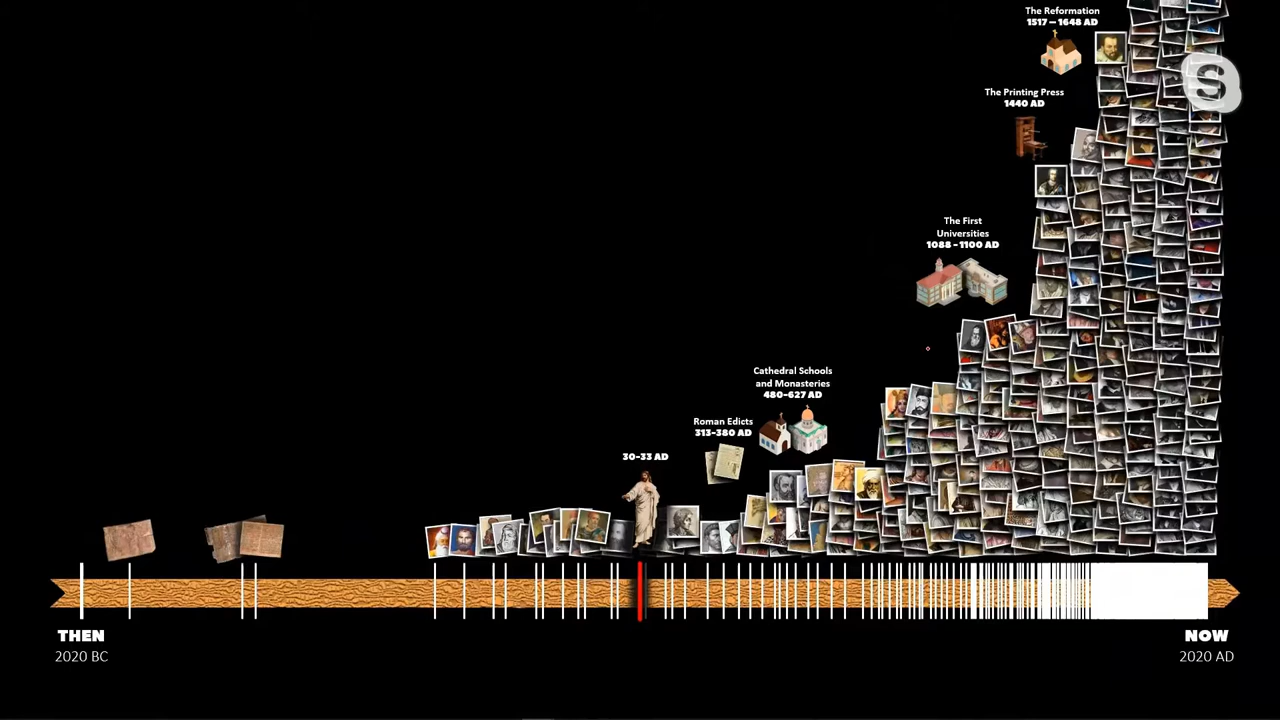 The Reformation
1517 – 1648 AD
The Printing Press
1440 AD
The First
Universities
1088 - 1100 AD
Cathedral Schools
and Monasteries
480-627 AD
Roman Edicts
313-380 AD
30-33 AD
THEN
2020 BC
NOW
2020 AD